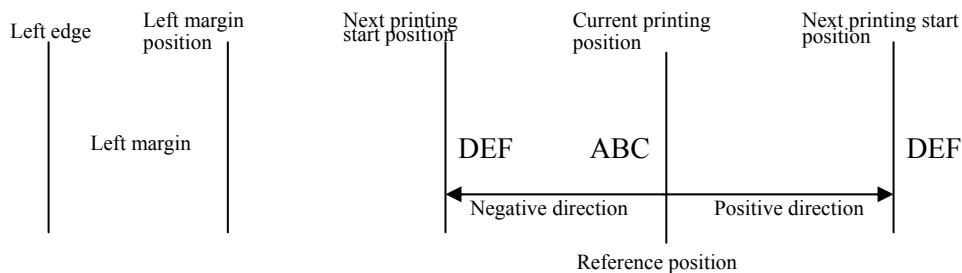 Left edge
Left margin
position
Next printing
start position
Current printing
position
Next printing start
position
Left margin
DEF
ABC
DEF
Negative direction
Positive direction
Reference position